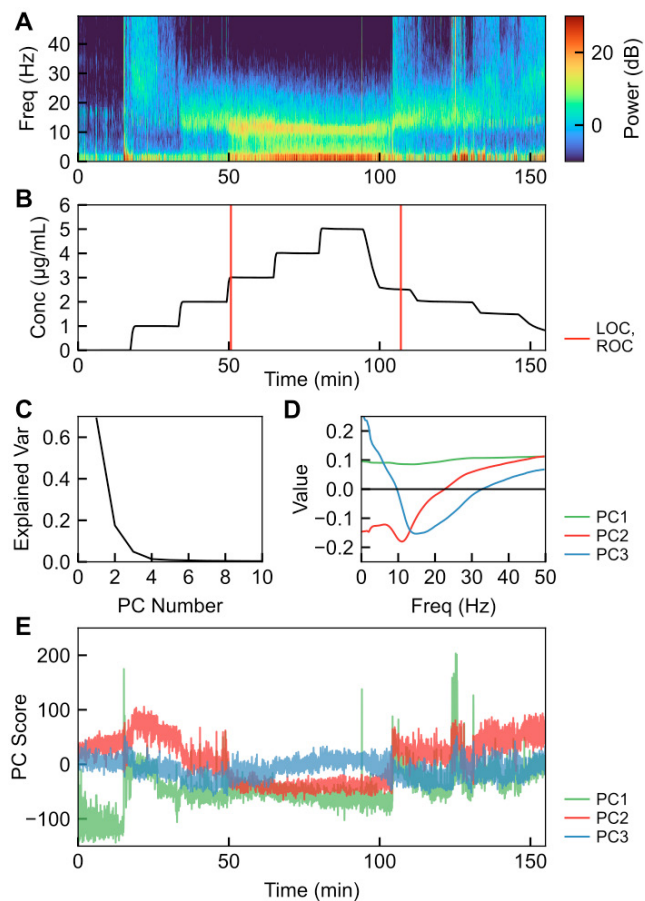 A
Freq (Hz)
40
30
20
10
0
0
50
100
150
20
0
Power (dB)
B
Conc (µg/mL)
6
5
4
3
2
1
0
0
50
100
150
Time (min)
LOC,
ROC
C
Explained Var
0.6
0.4
0.2
0.0
0
2
4
6
8
10
PC Number
D
Value
0.2
0.1
0.0
−0.1
−0.2
0
10
20
30
40
50
Freq (Hz)
PC1
PC2
PC3
E
PC Score
200
100
0
−100
0
50
100
150
Time (min)
PC1
PC2
PC3